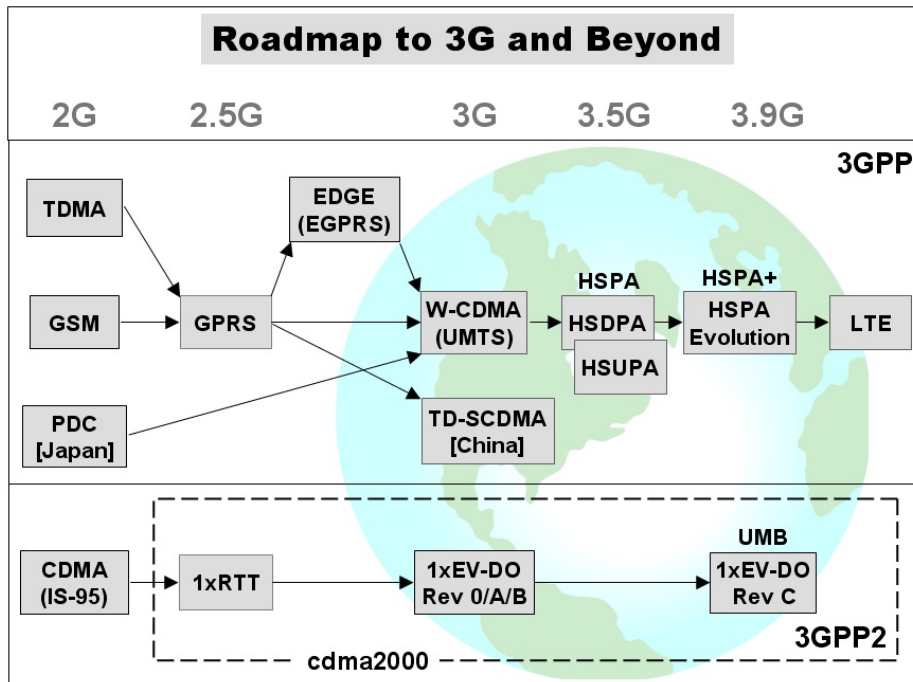 Roadmap to 3G and Beyond
2G 2.5G 3G 3.5G 3.9G
3GPP
TDMA
EDGE
(EGPRS)
HSPA
HSPA+
GSM
GPRS
W-CDMA
(UMTS)
HSDPA
HSUPA
HSPA
Evolution
LTE
PDC
[Japan]
TD-SCDMA
[China]
UMB
CDMA
(IS-95)
1xRTT
1xEV-DO
Rev 0/A/B
1xEV-DO
Rev C
3GPP2
cdma2000